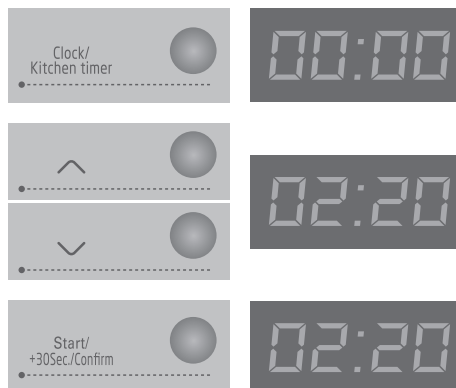 Clock/
Kitchen timer
00:00
02:20
Start/
+30Sec./Confirm
02:20